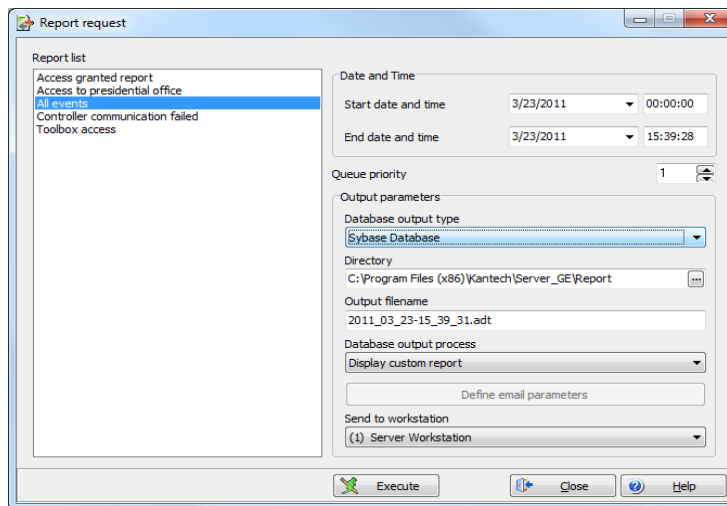 Report request
Report list
Access granted report
Access to presidential office
All events
Controller communication failed
Toolbox access
Date and Time
Start date and time 3/23/2011 00:00:00
End date and time 3/23/2011 15:39:28
Queue priority 1
Output parameters
Database output type
Sybase Database
Directory
C:\Program Files (x86)\Kantech\Server_GE\Report ...
Output filename
2011_03_23-15_39_31.adt
Database output process
Display custom report
Define email parameters
Send to workstation
(1) Server Workstation
Execute Close Help